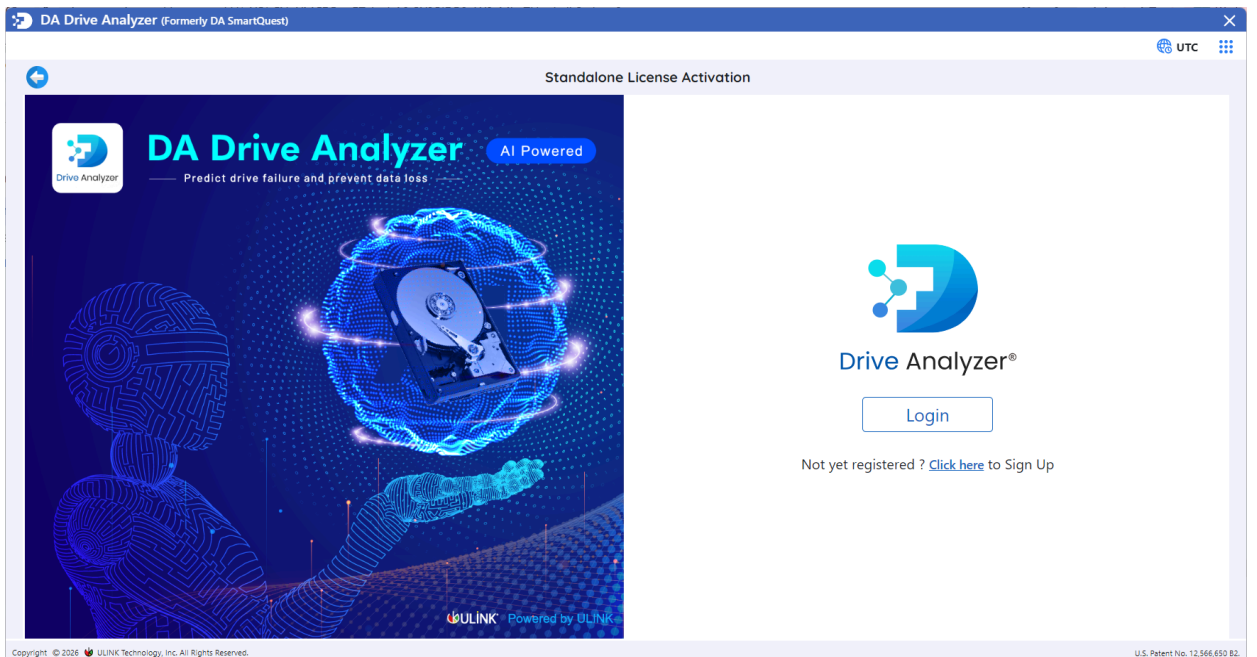 DA Drive Analyzer (Formerly DA SmartQuest)
UTC
Standalone License Activation
Drive Analyzer
DA Drive Analyzer
AI Powered
Predict drive failure and prevent data loss
ULINK Powered by ULINK
Drive Analyzer®
Login
Not yet registered ? Click here to Sign Up
Copyright © 2026 ULINK Technology, Inc. All Rights Reserved.
U.S. Patent No. 12,566,650 B2.